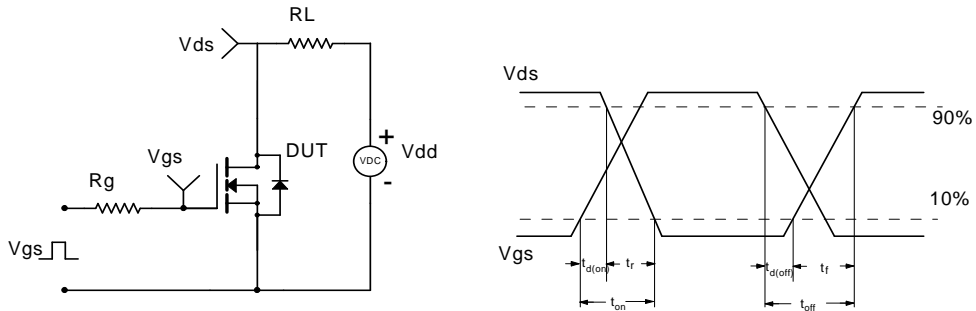 RL
Vds
Vgs
DUT
Rg
+
VDC
Vdd
-
Vgs
Vds
90%
10%
Vgs
td(on)
tr
td(off)
tf
ton
toff